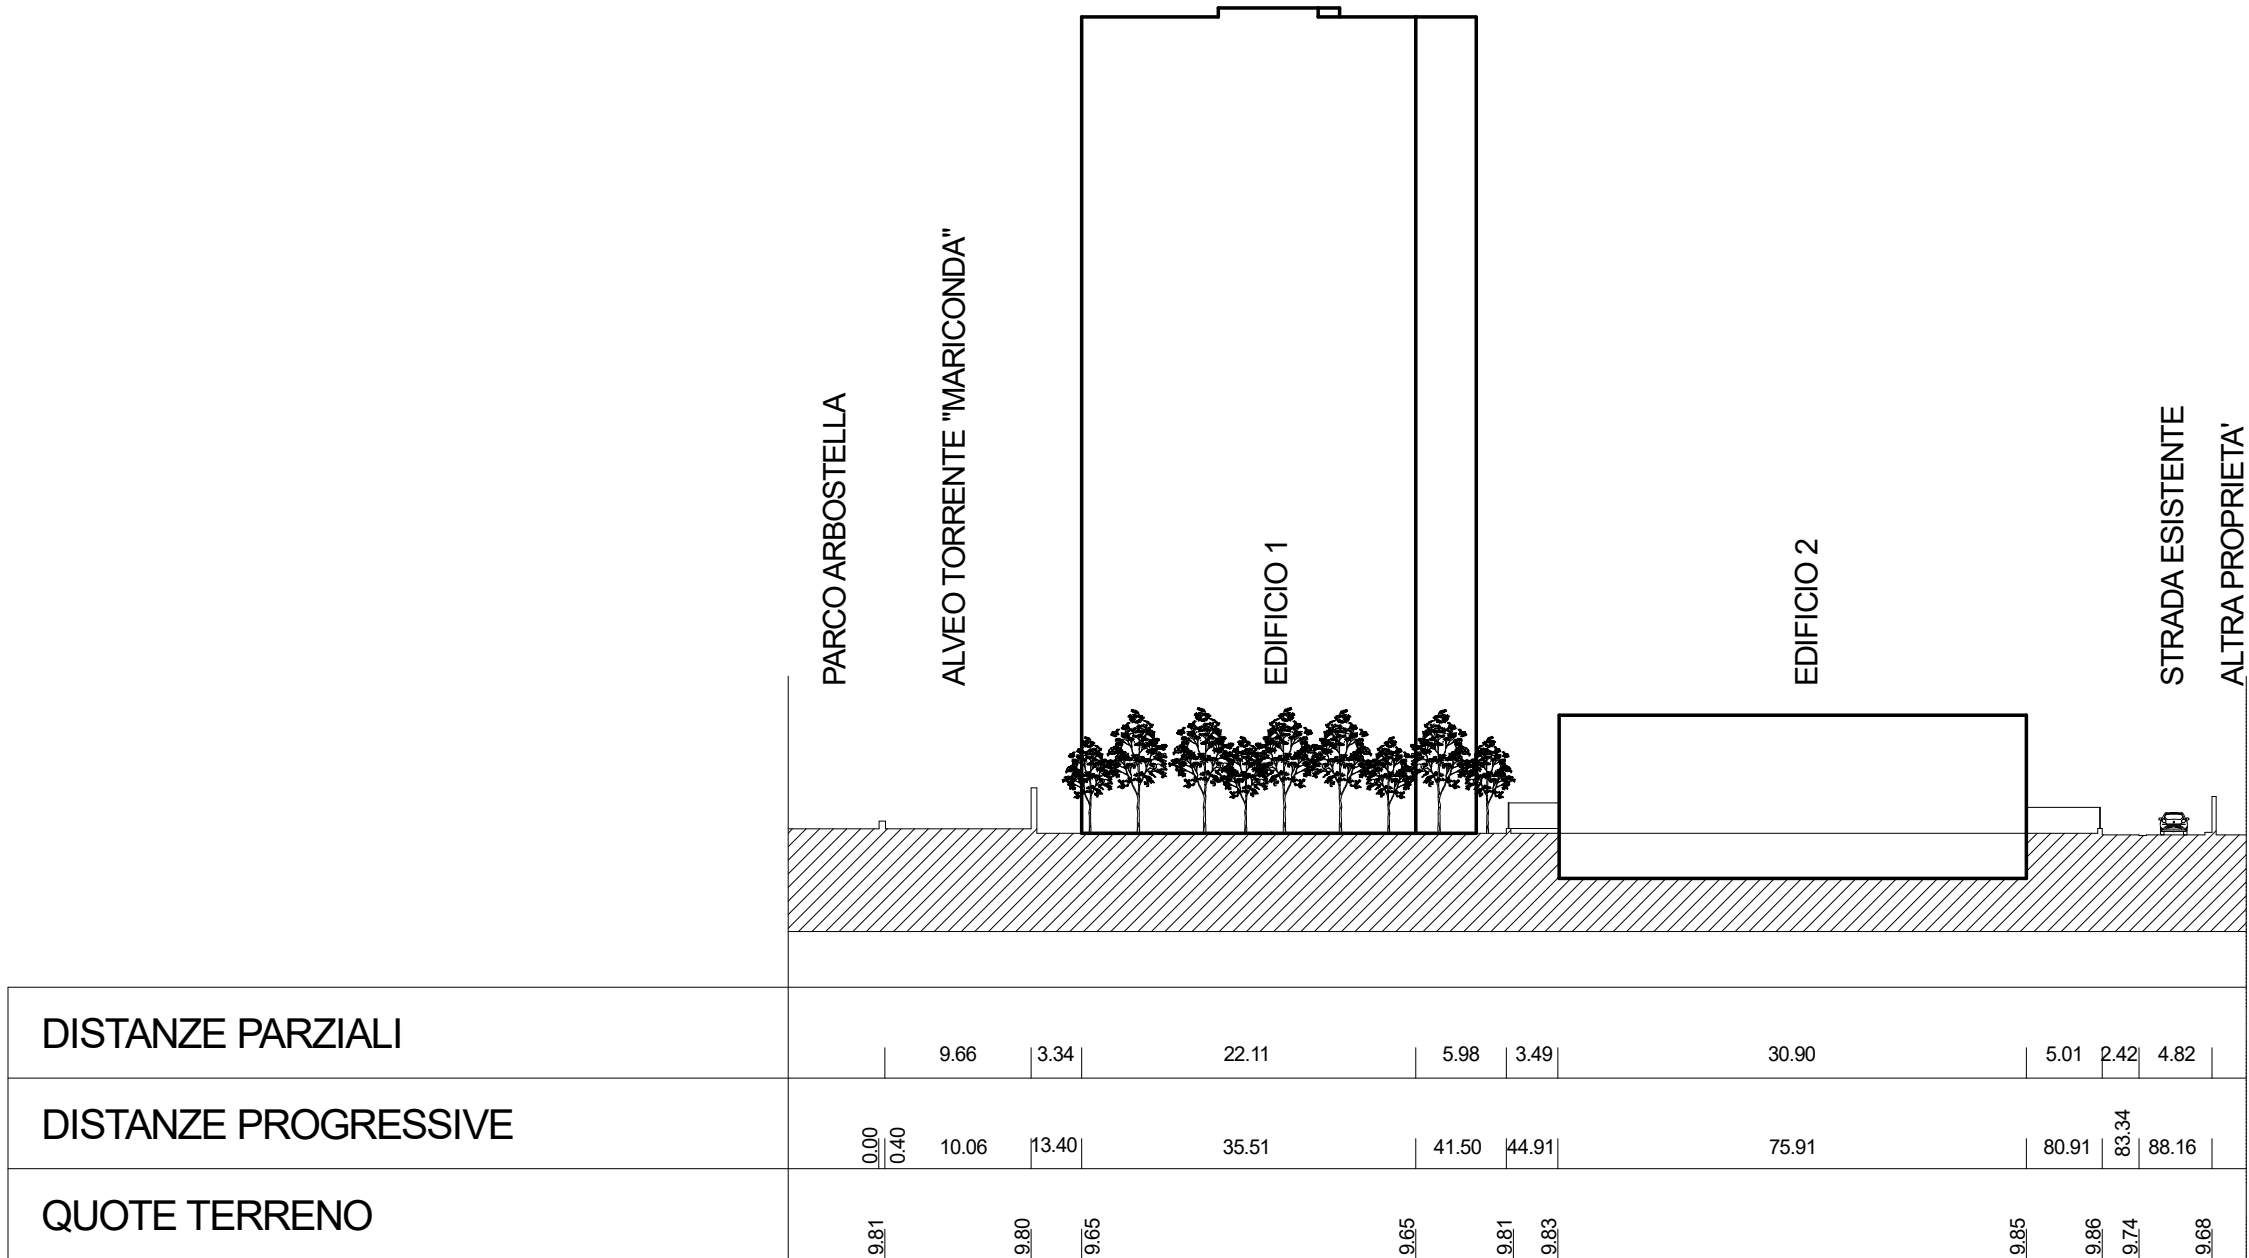 PARCO ARBOSTELLA
ALVEO TORRENTE "MARICONDA"
EDIFICIO 1
EDIFICIO 2
STRADA ESISTENTE
ALTRA PROPRIETA'
DISTANZE PARZIALI
9.66 3.34 22.11 5.98 3.49 30.90 5.01 2.42 4.82
DISTANZE PROGRESSIVE
0.00 0.40 10.06 13.40 35.51 41.50 44.91 75.91 80.91 83.34 88.16
QUOTE TERRENO
9.81 9.80 9.65 9.65 9.81 9.83 9.85 9.86 9.74 9.68